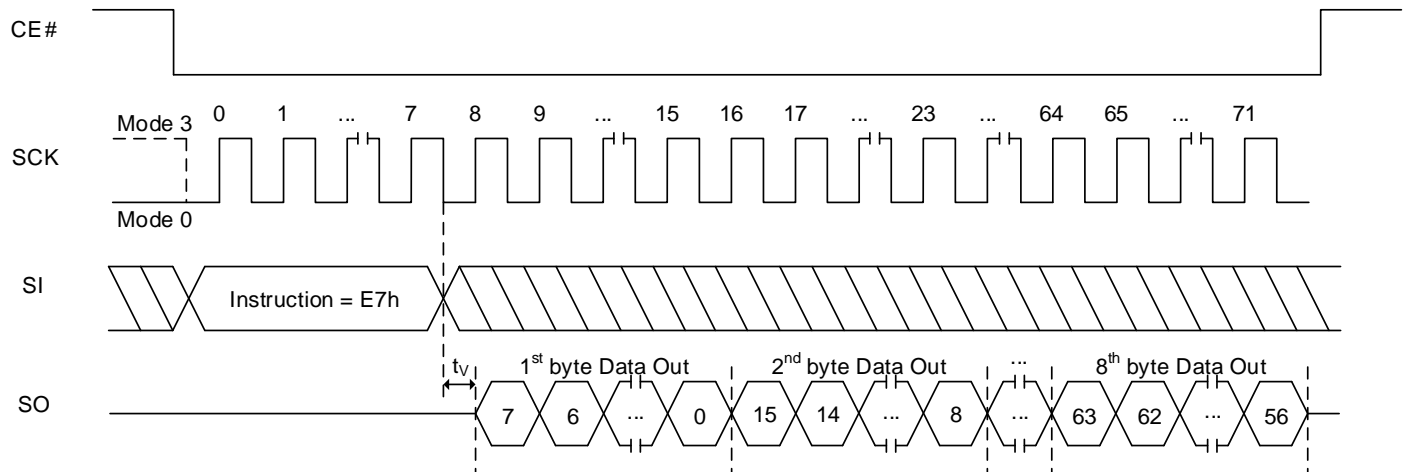 CE#
0 1 ... 7 8 9 ... 15 16 17 ... 23 ... 64 65 ... 71
Mode 3
SCK
Mode 0
SI
Instruction = E7h
tV 1st byte Data Out 2nd byte Data Out ... 8th byte Data Out
SO
7 6 ... 0 15 14 ... 8 ... 63 62 ... 56